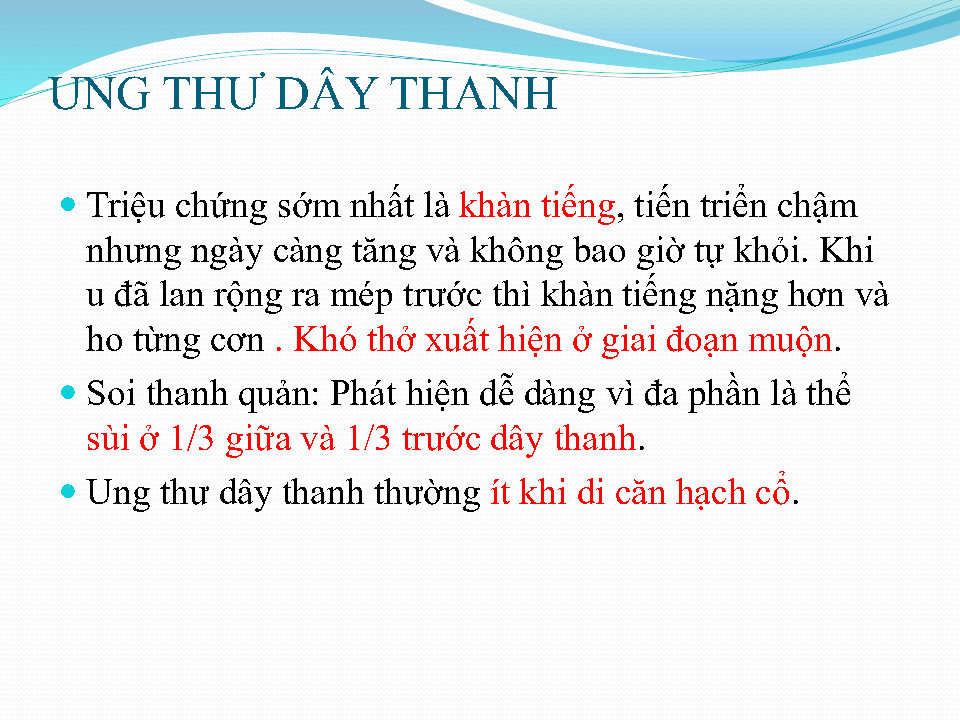 ƯNG THƯ DÂY THANH
Triệu chứng sớm nhất là khàn tiếng, tiến triển chậm
nhưng ngày càng tăng và không bao giờ tự khỏi. Khi
u đã lan rộng ra mép trước thì khàn tiếng nặng hơn và
ho từng cơn . Khó thở xuất hiện ở giai đoạn muộn.
Soi thanh quản: Phát hiện dễ dàng vì đa phần là thể
sùi ở 1/3 giữa và 1/3 trước dây thanh.
Ung thư dây thanh thường ít khi di căn hạch cổ.